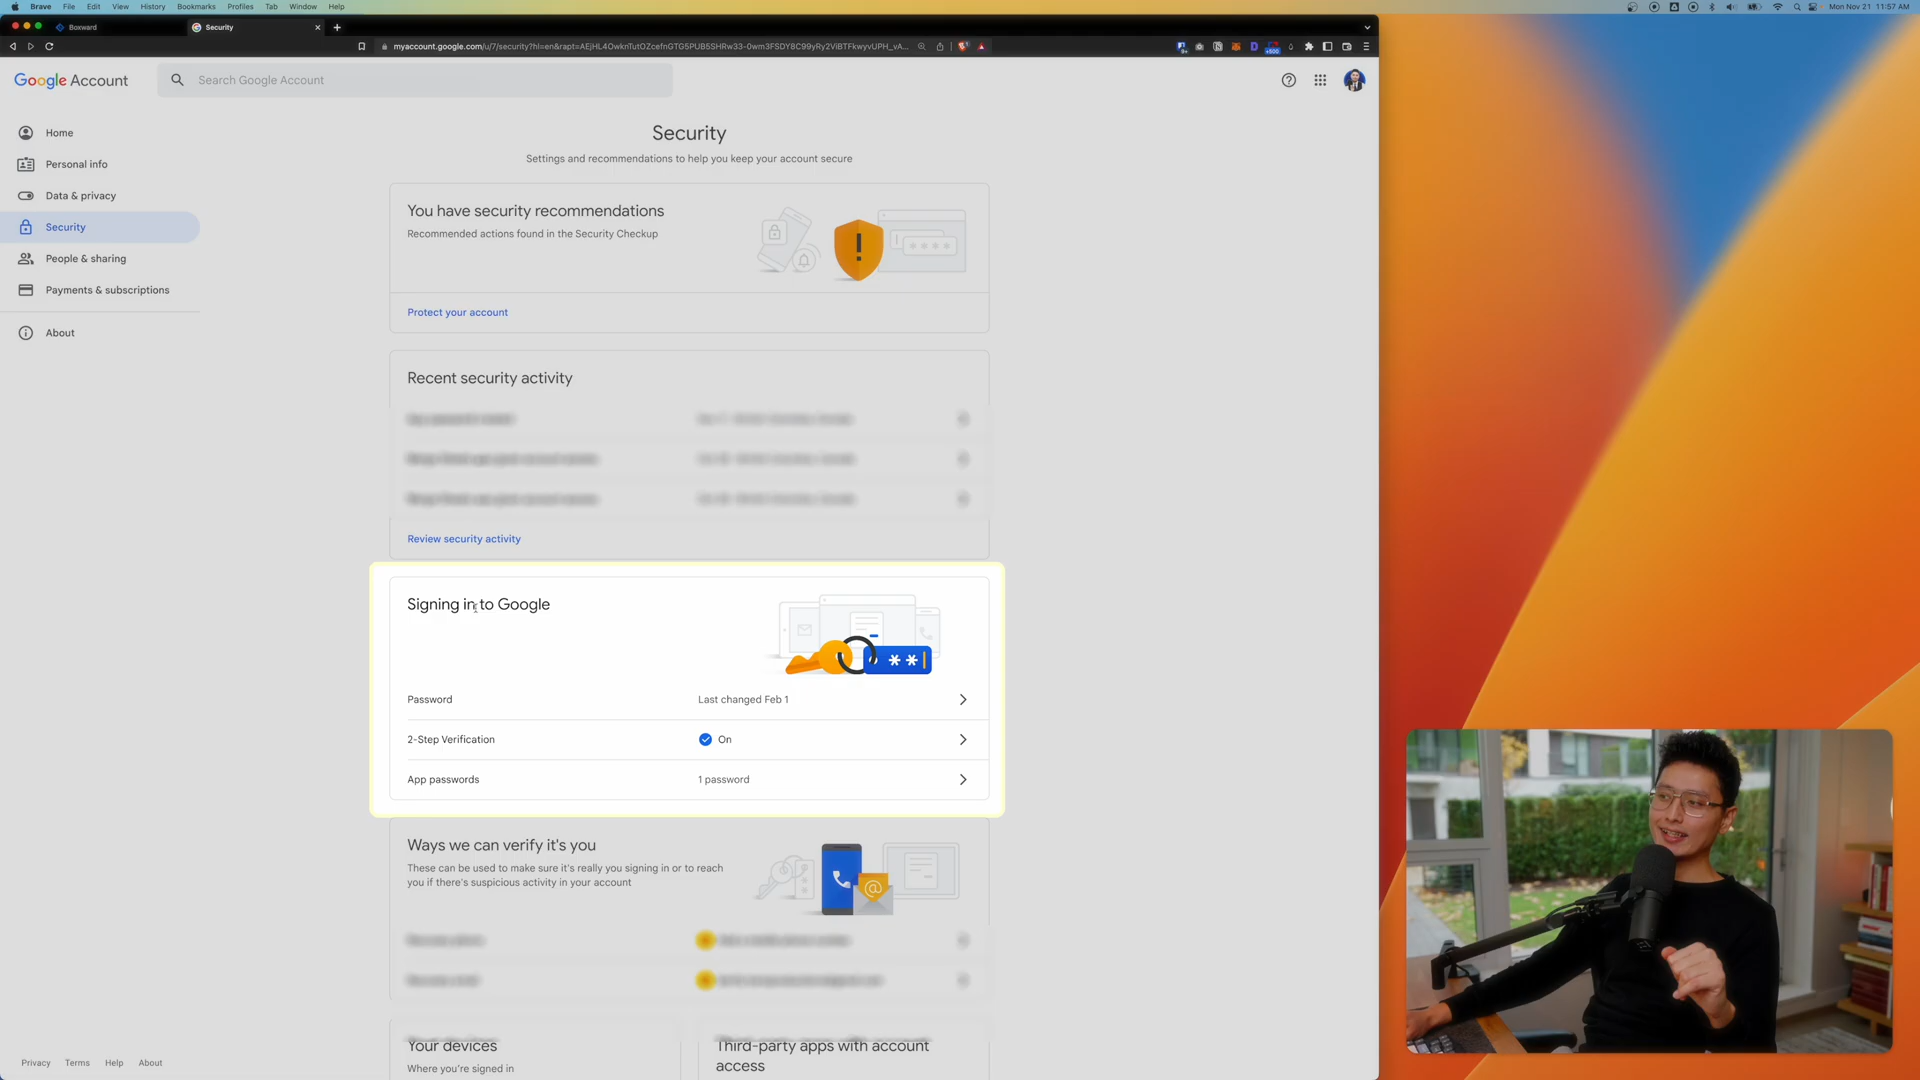 Brave File Edit View History Bookmarks Profiles Tab Window Help
Mon Nov 21 11:57 AM
Boxward
Security
myaccount.google.com/u/7/security?hl=en&rapt=
Google Account
Search Google Account
Home
Personal info
Data & privacy
Security
People & sharing
Payments & subscriptions
About
Security
Settings and recommendations to help you keep your account secure
You have security recommendations
Recommended actions found in the Security Checkup
Protect your account
Recent security activity
Review security activity
Signing in to Google
Password Last changed Feb 1
2-Step Verification On
App passwords 1 password
Ways we can verify it's you
These can be used to make sure it's really you signing in or to reach
you if there's suspicious activity in your account
Your devices
Where you're signed in
Third-party apps with account
access
Privacy Terms Help About